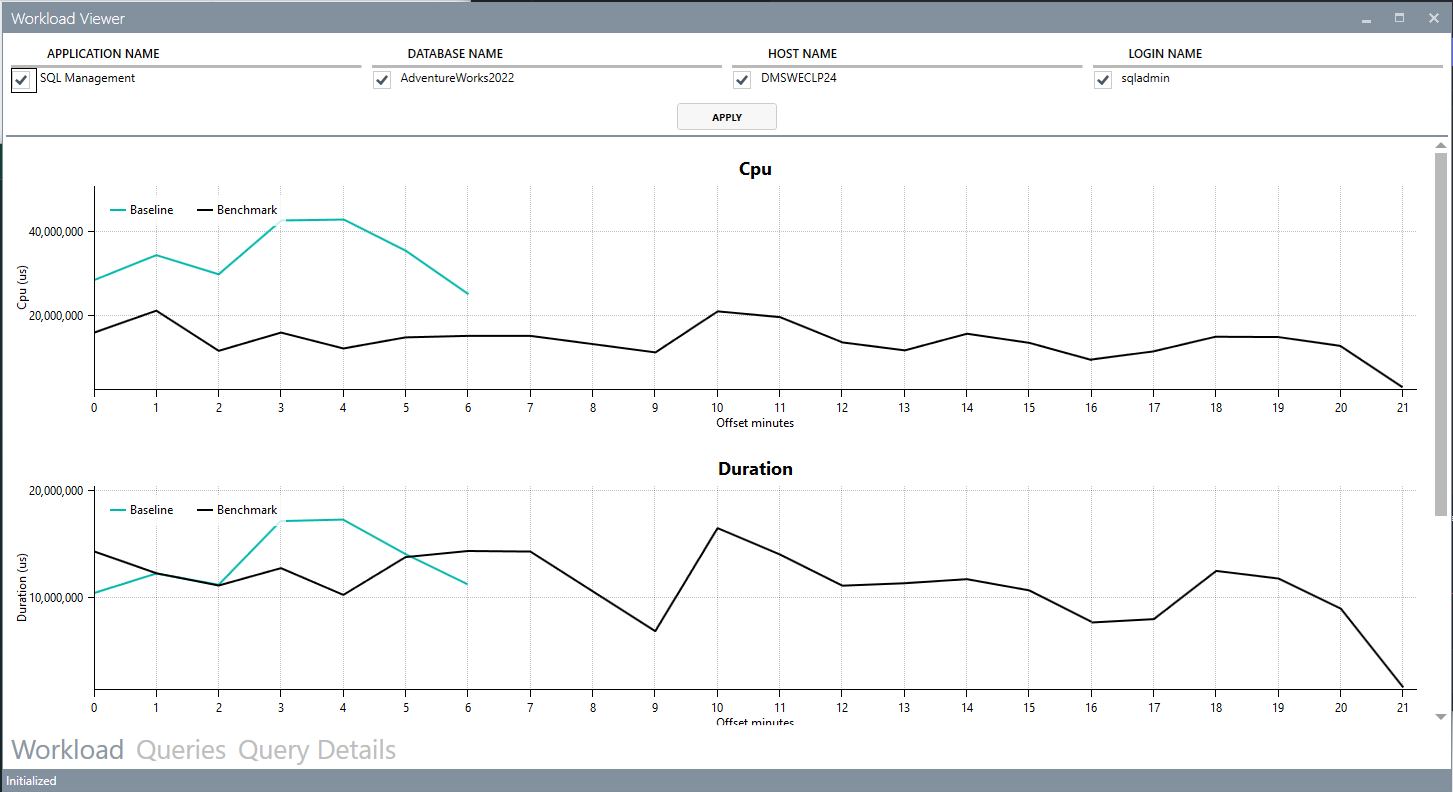 Workload Viewer
APPLICATION NAME DATABASE NAME HOST NAME LOGIN NAME
SQL Management AdventureWorks2022 DMSWECLP24 sqladmin
APPLY
Cpu
Baseline Benchmark
40,000,000
Cpu (us)
20,000,000
0 1 2 3 4 5 6 7 8 9 10 11 12 13 14 15 16 17 18 19 20 21
Offset minutes
Duration
20,000,000
Baseline Benchmark
Duration (us)
10,000,000
0 1 2 3 4 5 6 7 8 9 10 11 12 13 14 15 16 17 18 19 20 21
Offset minutes
Workload Queries Query Details
Initialized